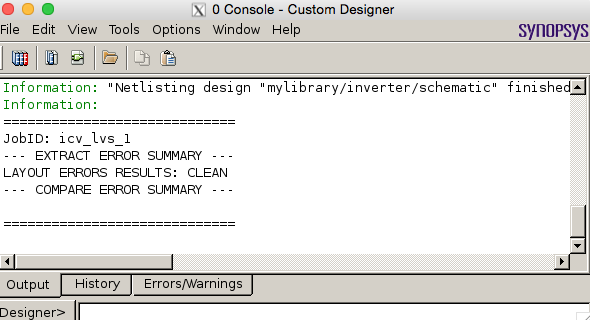 0 Console - Custom Designer
File Edit View Tools Options Window Help
SYNOPSYS
Information: "Netlisting design "mylibrary/inverter/schematic" finished
Information:
=============================
JobID: icv_lvs_1
--- EXTRACT ERROR SUMMARY ---
LAYOUT ERRORS RESULTS: CLEAN
--- COMPARE ERROR SUMMARY ---
=============================
Output History Errors/Warnings
Designer>